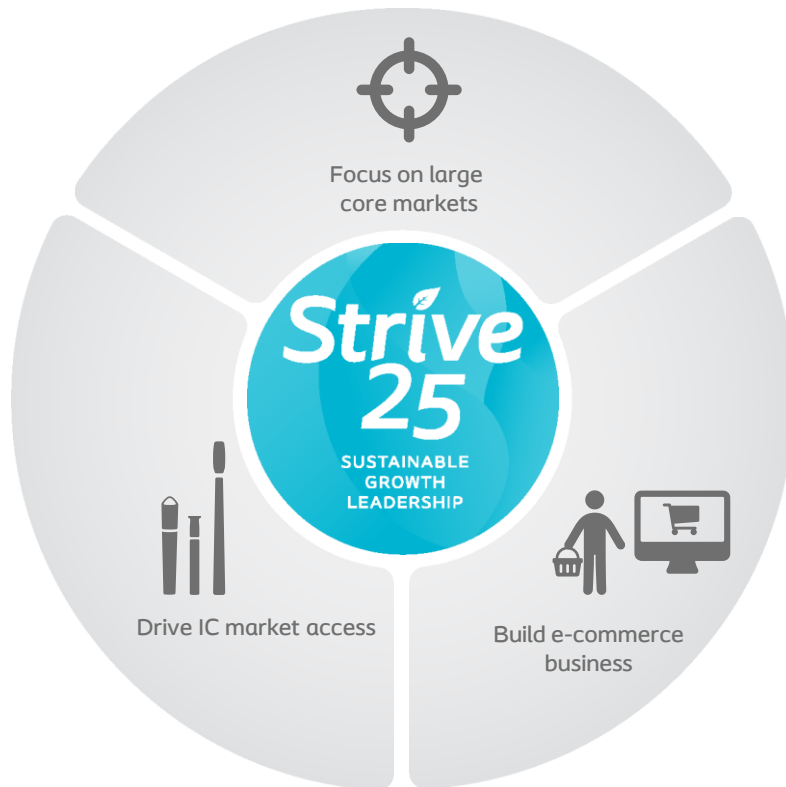 Focus on large
core markets
Strive
25
SUSTAINABLE
GROWTH
LEADERSHIP
Drive IC market access
Build e-commerce
business